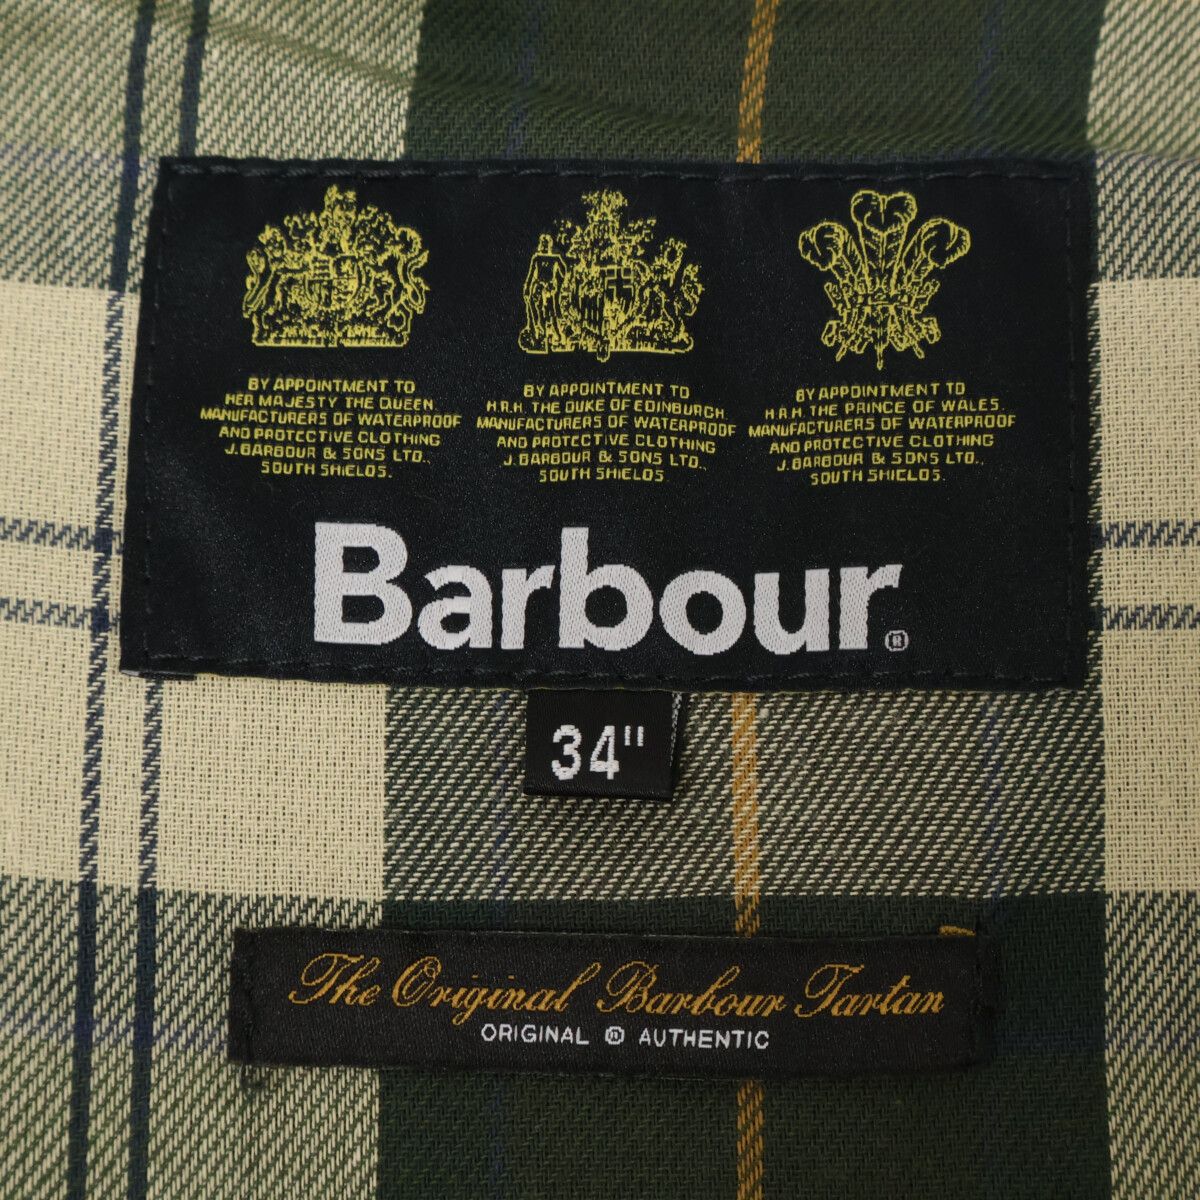 BY APPOINTMENT TO
HER MAJESTY THE QUEEN
MANUFACTURERS OF WATERPROOF
AND PROTECTIVE CLOTHING
J. BARBOUR & SONS LTD.,
SOUTH SHIELDS.
BY APPOINTMENT TO
H.R.H. THE DUKE OF EDINBURGH
MANUFACTURERS OF WATERPROOF
AND PROTECTIVE CLOTHING
J. BARBOUR & SONS LTD.,
SOUTH SHIELDS
BY APPOINTMENT TO
H.R.H. THE PRINCE OF WALES.
MANUFACTURERS OF WATERPROOF
AND PROTECTIVE CLOTHING
J. BARBOUR & SONS LTD.,
SOUTH SHIELDS.
Barbour®
34"
The Original Barbour Tartan
ORIGINAL ® AUTHENTIC